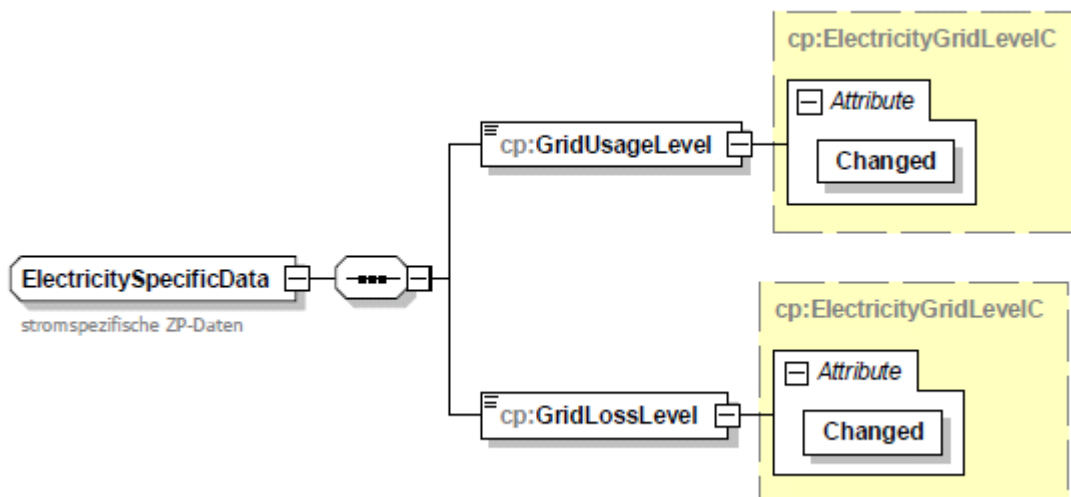 cp:ElectricityGridLevelC
Attribute
cp:GridUsageLevel
Changed
ElectricitySpecificData
stromspezifische ZP-Daten
cp:ElectricityGridLevelC
Attribute
cp:GridLossLevel
Changed